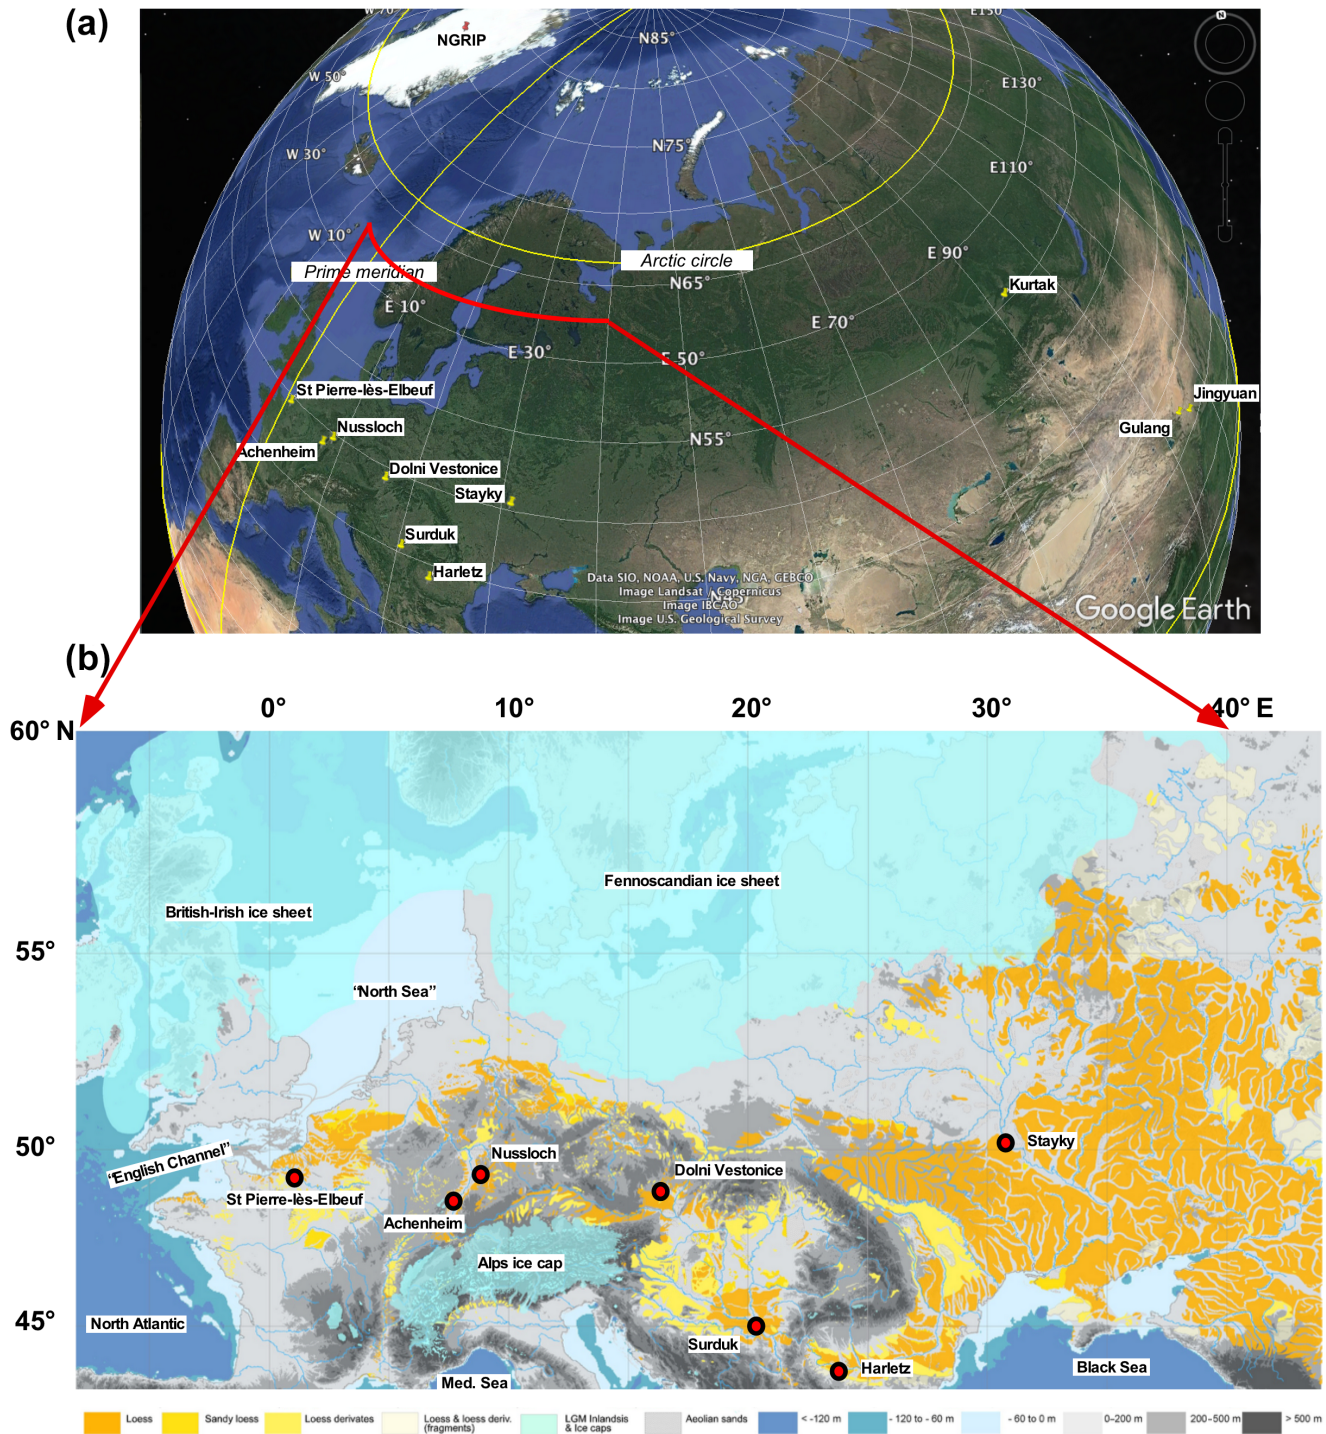 (a)
W 70°
E150°
N
NGRIP
N85°
W 50°
E130°
W 30°
N75°
E110°
W 10°
E 90°
Prime meridian
Arctic circle
N65°
Kurtak
E 10°
E 70°
E 30°
E 50°
St Pierre-lès-Elbeuf
Jingyuan
Nussloch
Gulang
N55°
Achenheim
Dolni Vestonice
Stayky
Surduk
Harletz
Data SIO, NOAA, U.S. Navy, NGA, GEBCO
Image Landsat / Copernicus
N45°
Image IBCAO
Image U.S. Geological Survey
Google Earth
(b)
0° 10° 20° 30° 40° E
60° N
Fennoscandian ice sheet
British-Irish ice sheet
55°
“North Sea”
50°
Stayky
Nussloch
“English Channel”
Dolni Vestonice
St Pierre-lès-Elbeuf
Achenheim
Alps ice cap
45°
North Atlantic
Surduk
Harletz
Black Sea
Med. Sea
Loess
Sandy loess
Loess derivates
Loess & loess deriv.
(fragments)
LGM Inlandsis
& Ice caps
Aeolian sands
< -120 m
- 120 to - 60 m
- 60 to 0 m
0–200 m
200–500 m
> 500 m